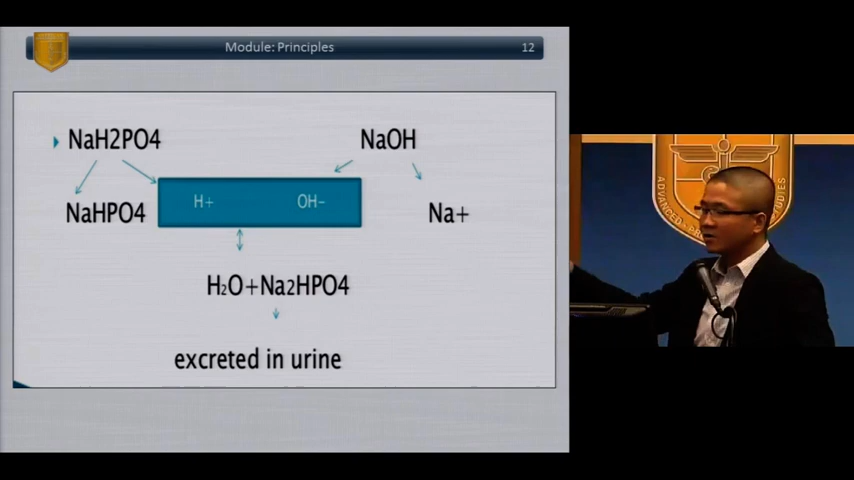 Module: Principles 12
NaH2PO4 NaOH
NaHPO4 H+ OH- Na+
H2O+Na2HPO4
excreted in urine
ADVANCED